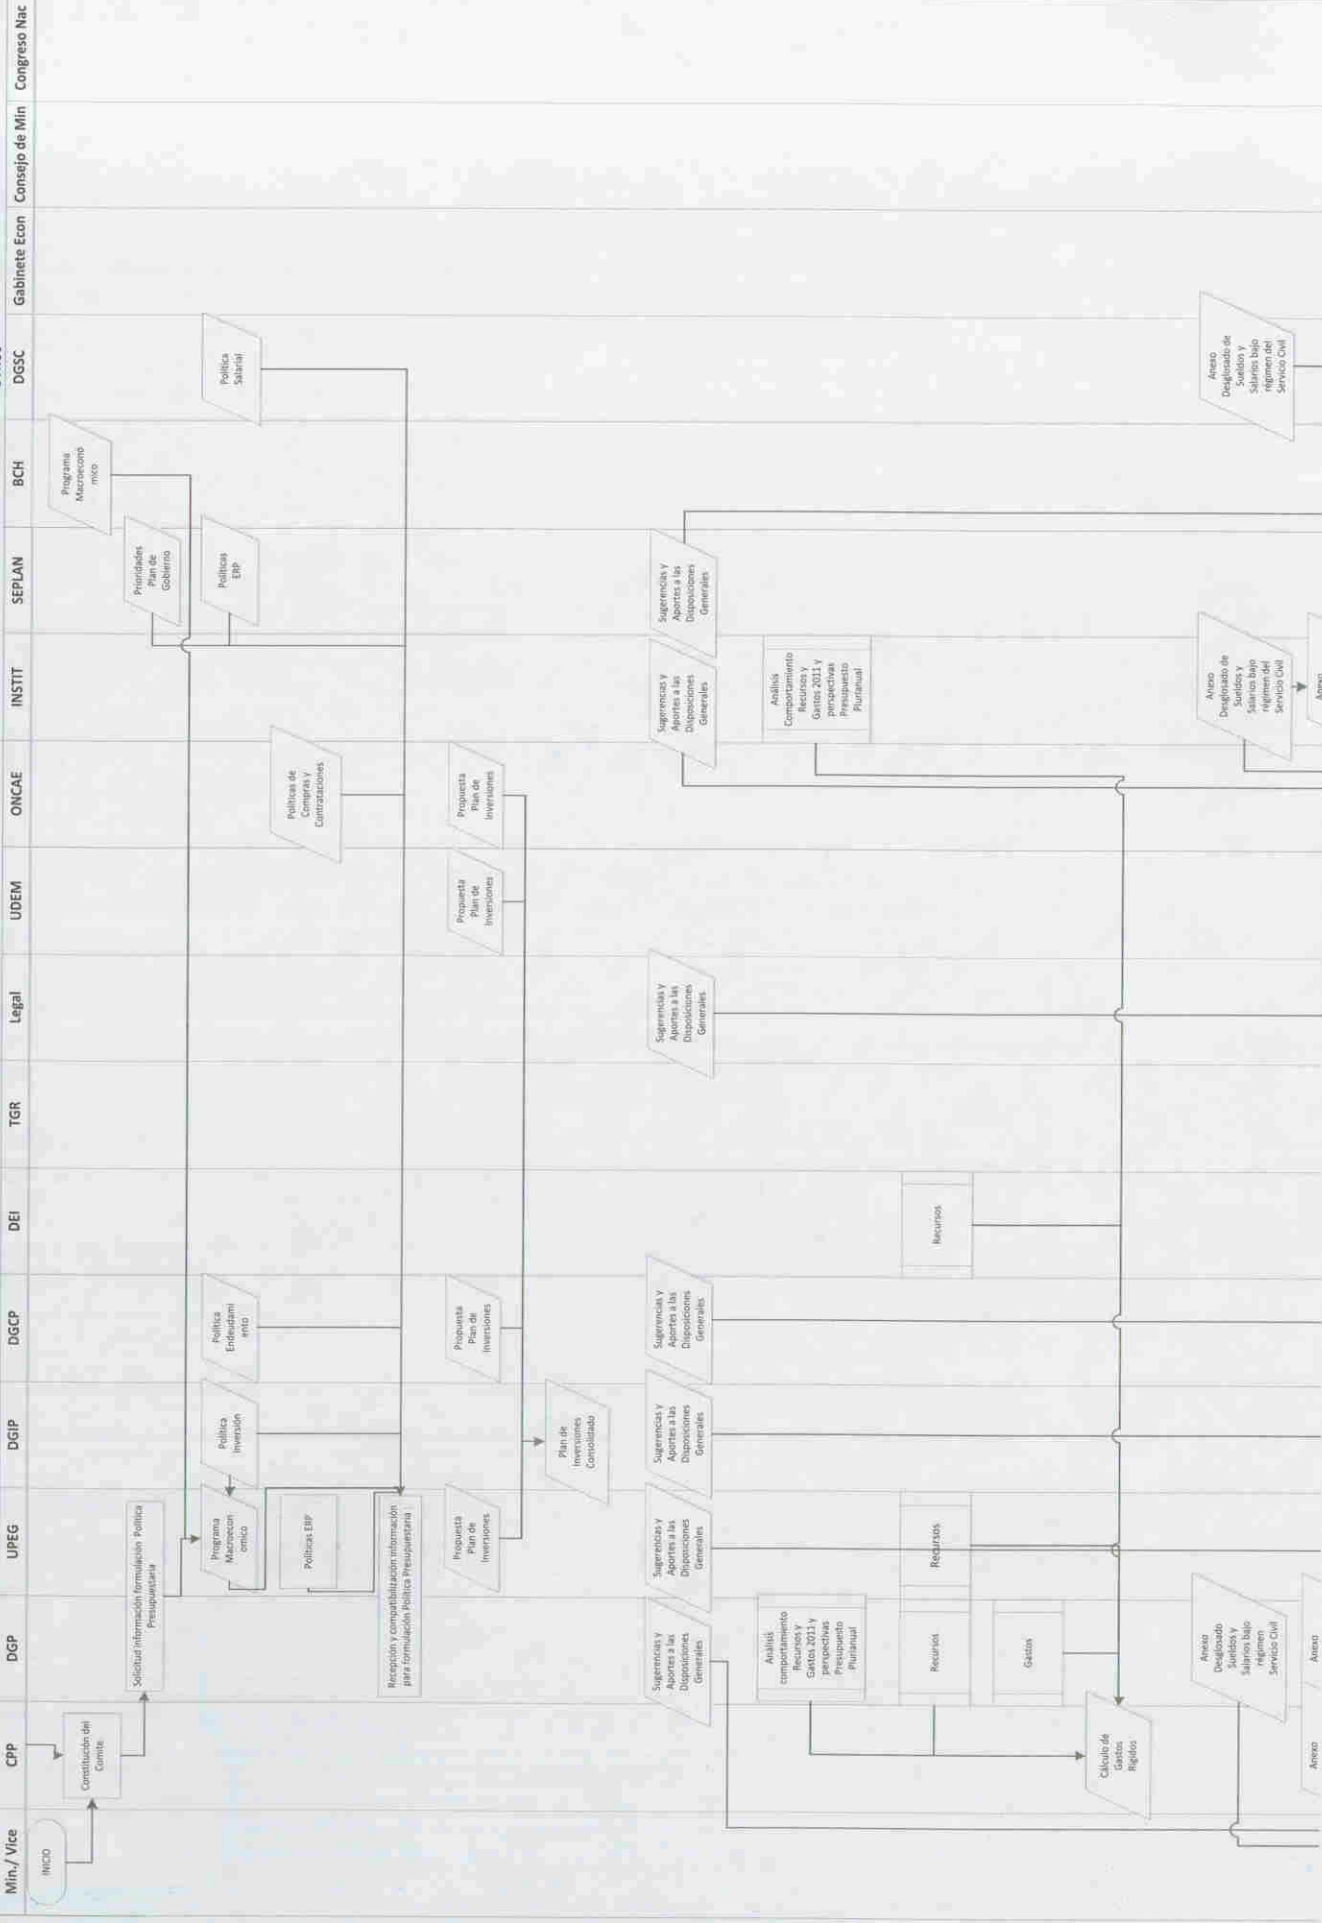 Min./ Vice
CPP
DGP
UPEG
DGIP
DGCP
DEI
TGR
Legal
UDEM
ONCAE
INSTIT
SEPLAN
BCH
DGSC
Gabinete Econ
Consejo de Min
Congreso Nac
INICIO
Constitución del
Comite.
Solicitud información formulación Política
Presupuestaria
Programa
Macroeconó
mico
Prioridades
Plan de
Gobierno
Programa
Macroecon
omico
Política
Inversión
Política
Endeudami
ento
Políticas
ERP
Política
Salarial
Políticas ERP
Políticas de
Compras y
Contrataciones
Recepción y compatibilización información
para formulación Política Presupuestaria
Propuesta
Plan de
Inversiones
Propuesta
Plan de
Inversiones
Propuesta
Plan de
Inversiones
Propuesta
Plan de
Inversiones
Plan de
Inversiones
Consolidado
Sugerencias y
Aportes a las
Disposiciones
Generales
Sugerencias y
Aportes a las
Disposiciones
Generales
Sugerencias y
Aportes a las
Disposiciones
Generales
Sugerencias y
Aportes a las
Disposiciones
Generales
Sugerencias y
Aportes a las
Disposiciones
Generales
Sugerencias y
Aportes a las
Disposiciones
Generales
Sugerencias y
Aportes a las
Disposiciones
Generales
Análisis
comportamiento
Recursos y
Gastos 2011 y
perspectivas
Presupuesto
Plurianual
Análisis
Comportamiento
Recursos y
Gastos 2011 y
perspectivas
Presupuesto
Plurianual
Recursos
Recursos
Recursos
Gastos
Cálculo de
Gastos
Rígidos
Anexo
Desglosado
Sueldos y
Salarios bajo
régimen
Servicio Civil
Anexo
Desglosado de
Sueldos y
Salarios bajo
régimen del
Servicio Civil
Anexo
Desglosado de
Sueldos y
Salarios bajo
régimen del
Servicio Civil
Anexo
Anexo
Anexo